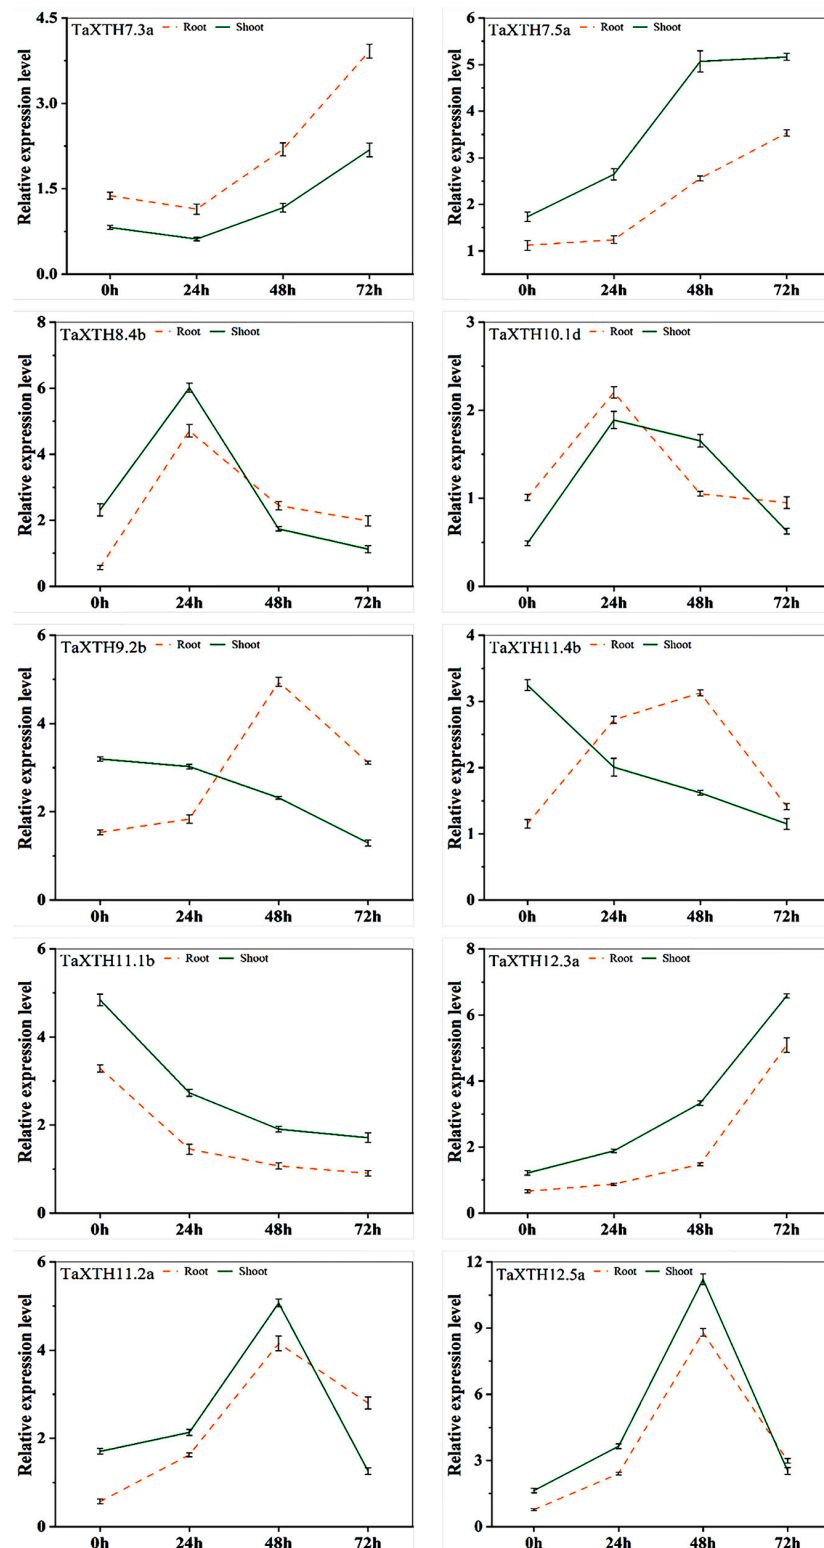 TaXTH7.3a Root Shoot
Relative expression level
4.5
3.0
1.5
0.0
0h 24h 48h 72h
TaXTH7.5a Root Shoot
Relative expression level
6
5
4
3
2
1
0h 24h 48h 72h
TaXTH8.4b Root Shoot
Relative expression level
8
6
4
2
0
0h 24h 48h 72h
TaXTH10.1d Root Shoot
Relative expression level
3
2
1
0
0h 24h 48h 72h
TaXTH9.2b Root Shoot
Relative expression level
6
4
2
0
0h 24h 48h 72h
TaXTH11.4b Root Shoot
Relative expression level
4
3
2
1
0
0h 24h 48h 72h
TaXTH11.1b Root Shoot
Relative expression level
6
4
2
0
0h 24h 48h 72h
TaXTH12.3a Root Shoot
Relative expression level
8
6
4
2
0
0h 24h 48h 72h
TaXTH11.2a Root Shoot
Relative expression level
6
4
2
0
0h 24h 48h 72h
TaXTH12.5a Root Shoot
Relative expression level
12
9
6
3
0
0h 24h 48h 72h